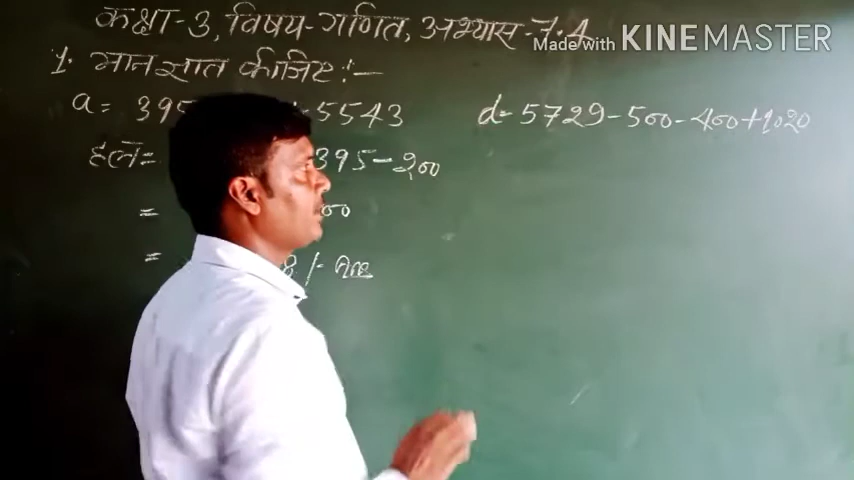 कक्षा-3, विषय-गणित, अभ्यास-7.4
Made with KINEMASTER
1. मान ज्ञात कीजिए :-
a = 395 - 5543
d = 5729-500-400+1020
हल = 395-200
=
= /- Ans